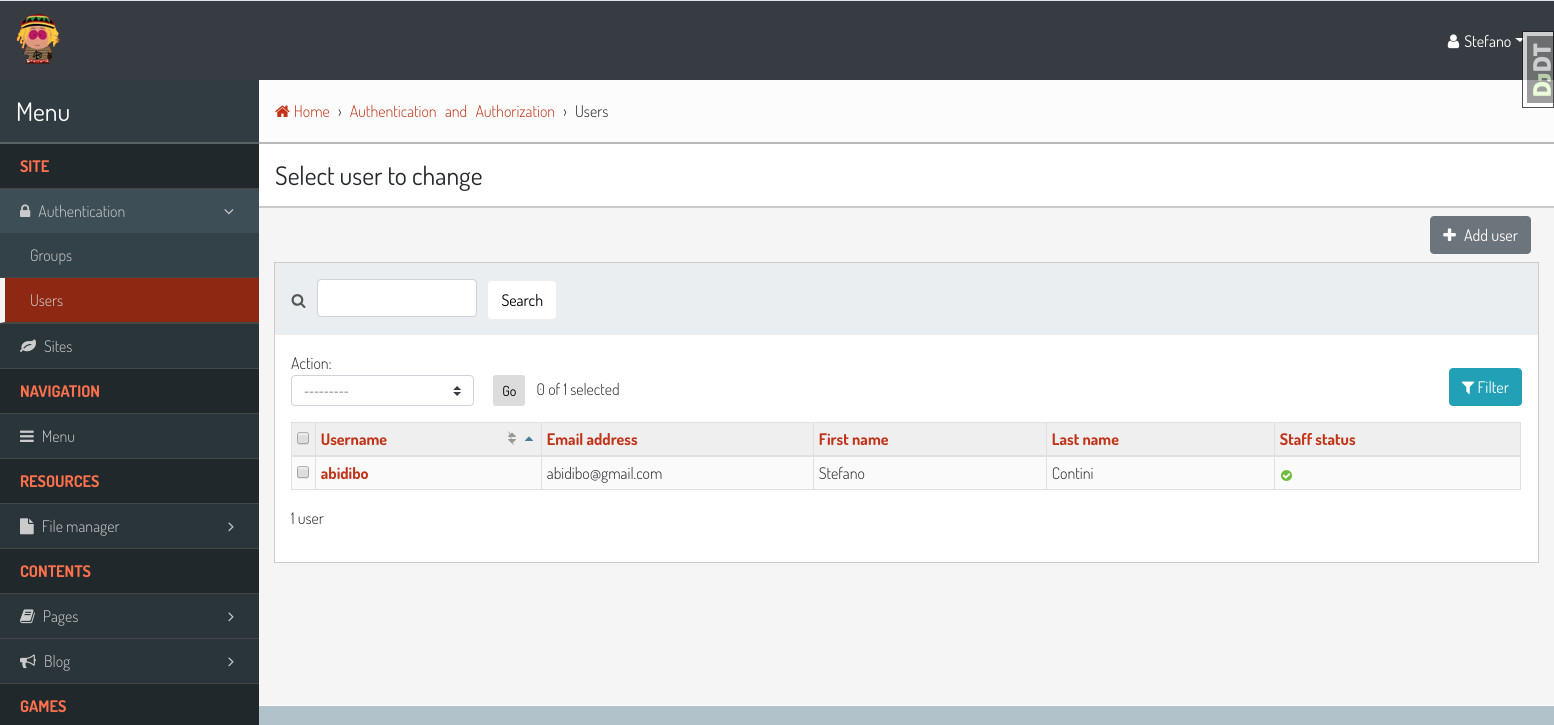 Stefano
DjDT
Menu
Home › Authentication and Authorization › Users
SITE
Select user to change
Authentication
Add user
Groups
Users
Search
Sites
Action:
---------
Go
0 of 1 selected
Filter
NAVIGATION
Menu
Username Email address First name Last name Staff status
abidibo abidibo@gmail.com Stefano Contini
RESOURCES
1 user
File manager
CONTENTS
Pages
Blog
GAMES